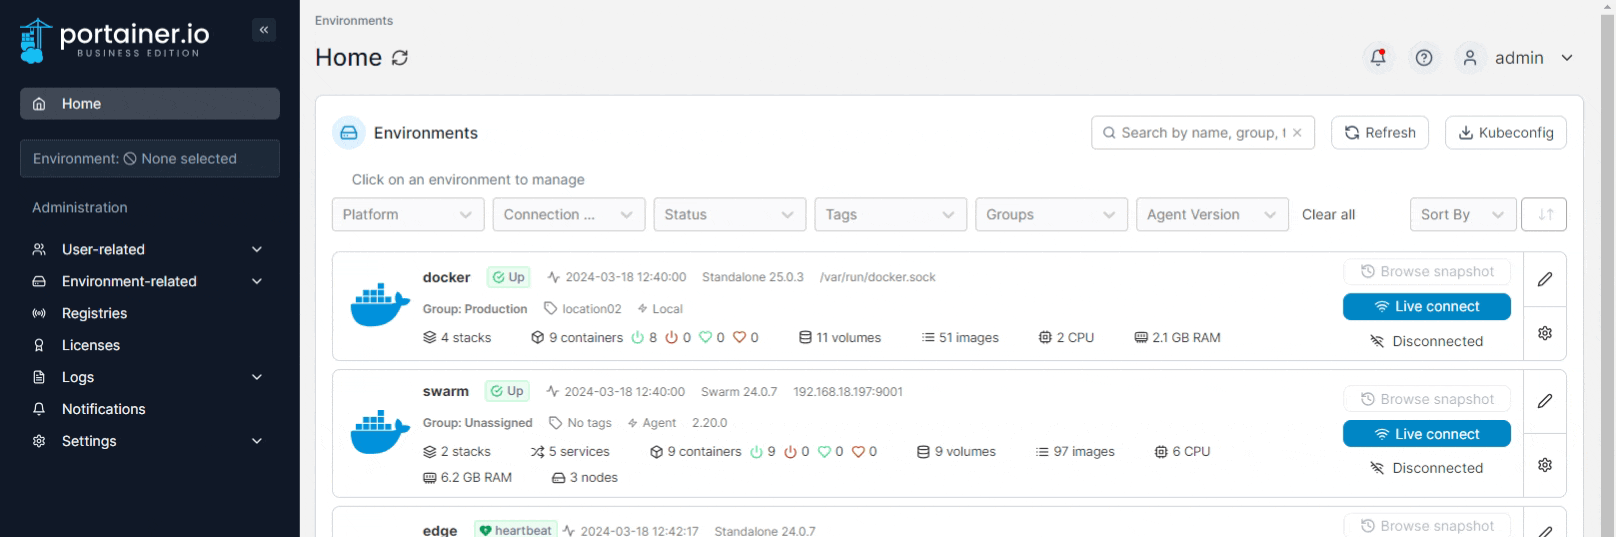 portainer.io
BUSINESS EDITION
Home
Environment: None selected
Administration
User-related
Environment-related
Registries
Licenses
Logs
Notifications
Settings
Environments
Home
admin
Environments
Search by name, group, t
Refresh
Kubeconfig
Click on an environment to manage
Platform
Connection ...
Status
Tags
Groups
Agent Version
Clear all
Sort By
docker Up 2024-03-18 12:40:00 Standalone 25.0.3 /var/run/docker.sock
Group: Production location02 Local
4 stacks 9 containers 8 0 0 0 11 volumes 51 images 2 CPU 2.1 GB RAM
Browse snapshot
Live connect
Disconnected
swarm Up 2024-03-18 12:40:00 Swarm 24.0.7 192.168.18.197:9001
Group: Unassigned No tags Agent 2.20.0
2 stacks 5 services 9 containers 9 0 0 0 9 volumes 97 images 6 CPU
6.2 GB RAM 3 nodes
Browse snapshot
Live connect
Disconnected
edge heartbeat 2024-03-18 12:42:17 Standalone 24.0.7
Browse snapshot